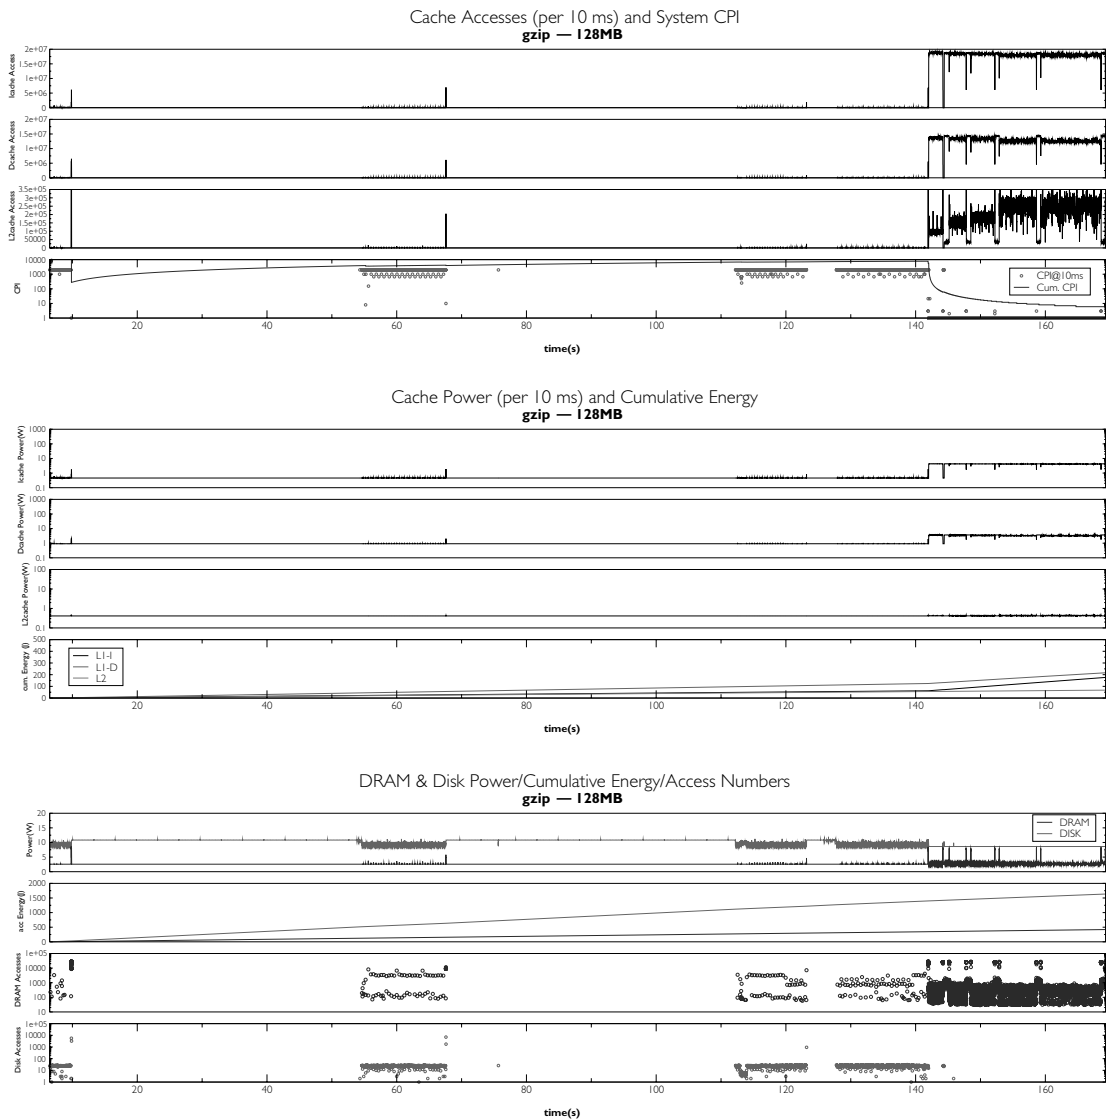 Cache Accesses (per 10 ms) and System CPI
gzip — 128MB
2e+07
1.5e+07
1e+07
5e+06
0
Icache Access
2e+07
1.5e+07
1e+07
5e+06
0
Dcache Access
3.5e+05
3e+05
2.5e+05
2e+05
1.5e+05
1e+05
50000
0
L2cache Access
10000
1000
100
10
1
CPI
CPI@10ms
Cum. CPI
20 40 60 80 100 120 140 160
time(s)
Cache Power (per 10 ms) and Cumulative Energy
gzip — 128MB
1000
100
10
1
0.1
Icache Power(W)
1000
100
10
1
0.1
Dcache Power(W)
100
10
1
0.1
L2cache Power(W)
500
400
300
200
100
0
cum. Energy (J)
L1-I
L1-D
L2
20 40 60 80 100 120 140 160
time(s)
DRAM & Disk Power/Cumulative Energy/Access Numbers
gzip — 128MB
20
15
10
5
0
Power(W)
DRAM
DISK
2000
1500
1000
500
0
acc Energy(J)
1e+05
10000
1000
100
10
DRAM Accesses
1e+05
10000
1000
100
10
1
Disk Accesses
20 40 60 80 100 120 140 160
time(s)